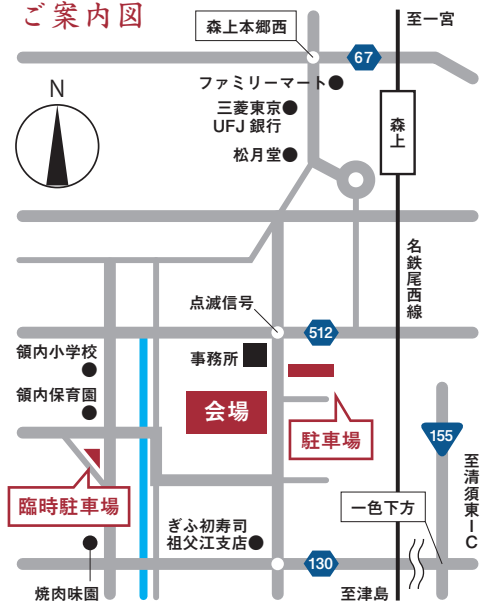 ご案内図
森上本郷西
至一宮
67
ファミリーマート
N
三菱東京
UFJ 銀行
森上
松月堂
名鉄尾西線
点滅信号
512
領内小学校
事務所
領内保育園
会場
駐車場
155
至清須東IC
臨時駐車場
一色下方
ぎふ初寿司
祖父江支店
130
焼肉味園
至津島